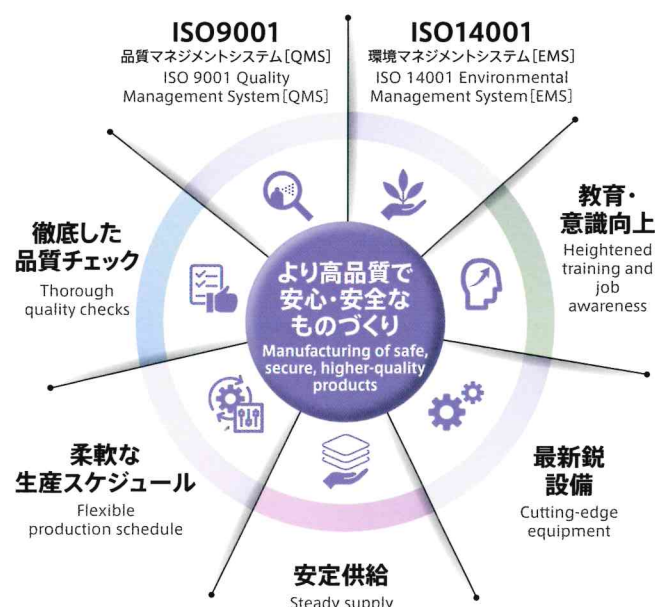 ISO9001
品質マネジメントシステム[QMS]
ISO 9001 Quality
Management System[QMS]
ISO14001
環境マネジメントシステム[EMS]
ISO 14001 Environmental
Management System[EMS]
教育・
意識向上
Heightened
training and
job
awareness
最新鋭
設備
Cutting-edge
equipment
安定供給
Steady supply
柔軟な
生産スケジュール
Flexible
production schedule
徹底した
品質チェック
Thorough
quality checks
より高品質で
安心・安全な
ものづくり
Manufacturing of safe,
secure, higher-quality
products